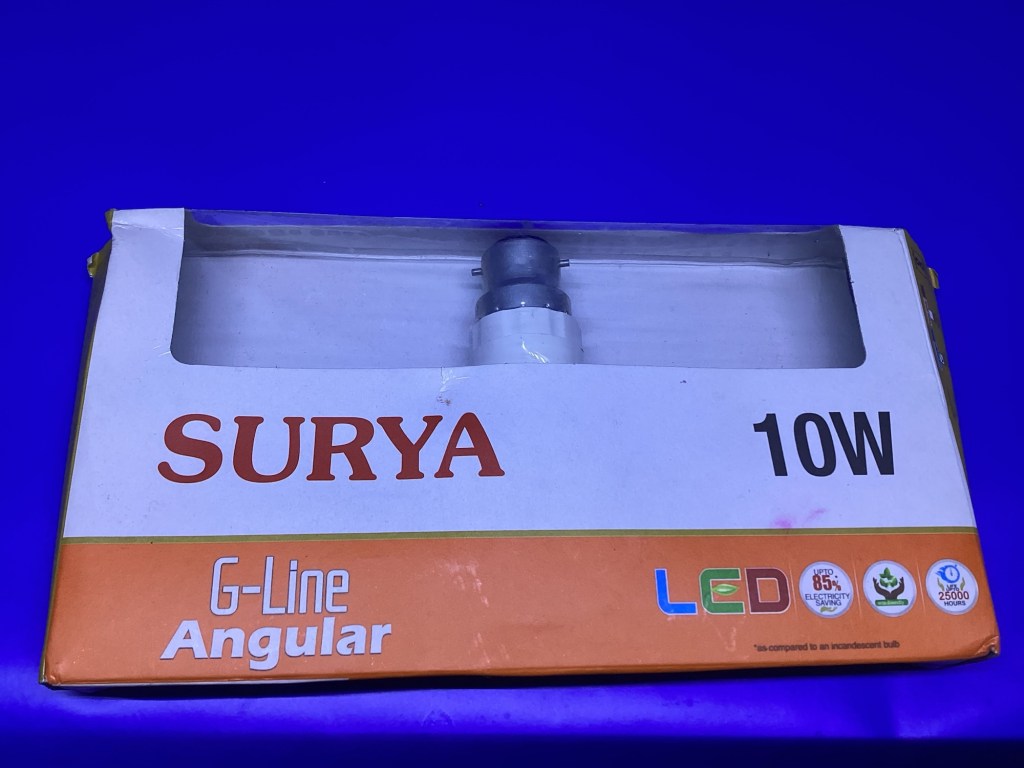 SURYA
10W
G-Line
Angular
LED
UPTO
85%*
ELECTRICITY
SAVING
LIFE
25000
HOURS
*as compared to an incandescent bulb